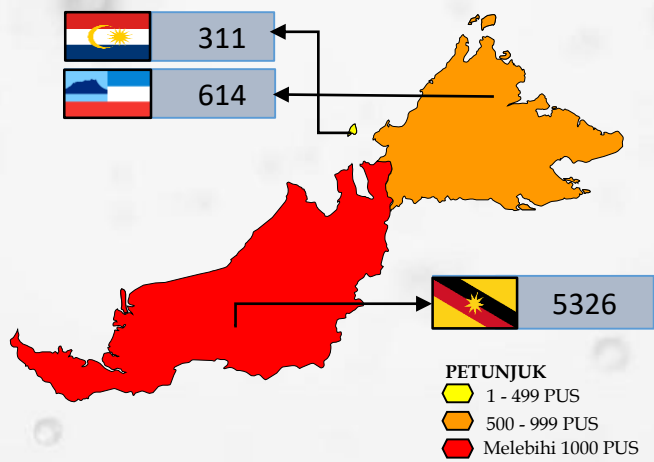 311
614
5326
PETUNJUK
1 - 499 PUS
500 - 999 PUS
Melebihi 1000 PUS